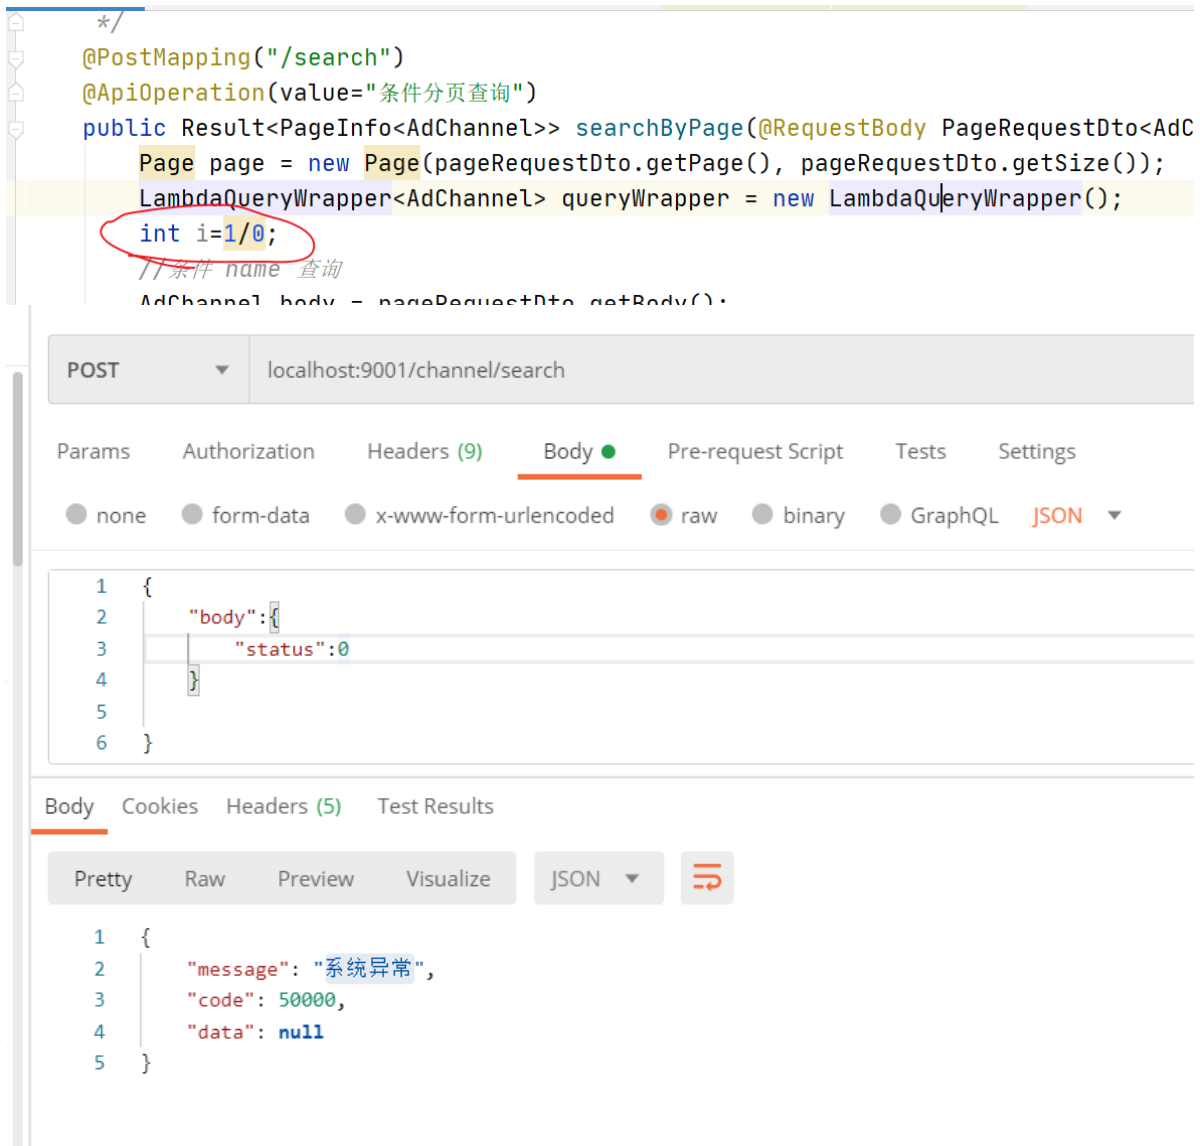 */
@PostMapping("/search")
@ApiOperation(value="条件分页查询")
public Result<PageInfo<AdChannel>> searchByPage(@RequestBody PageRequestDto<AdC
Page page = new Page(pageRequestDto.getPage(), pageRequestDto.getSize());
LambdaQueryWrapper<AdChannel> queryWrapper = new LambdaQueryWrapper();
int i=1/0;
//条件 name 查询
AdChannel body = pageRequestDto.getBody();
POST localhost:9001/channel/search
Params Authorization Headers (9) Body Pre-request Script Tests Settings
none form-data x-www-form-urlencoded raw binary GraphQL JSON
1 {
2 "body":{
3 "status":0
4 }
5
6 }
Body Cookies Headers (5) Test Results
Pretty Raw Preview Visualize JSON
1 {
2 "message": "系统异常",
3 "code": 50000,
4 "data": null
5 }